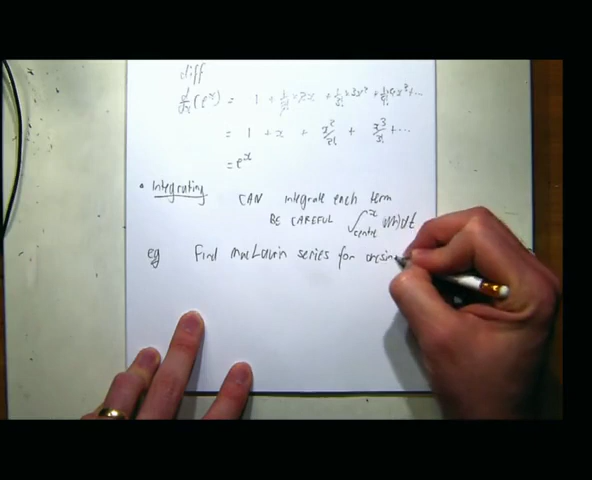 diff
d/dx (e^x) = 1 + 1/2! × 2x + 1/3! × 3x² + 1/4! × 4x³ + ...
= 1 + x + x²/2! + x³/3! + ...
= e^x
• Integrating CAN integrate each term
BE CAREFUL ∫ x centre dt
eg Find MacLaurin series for arcsin